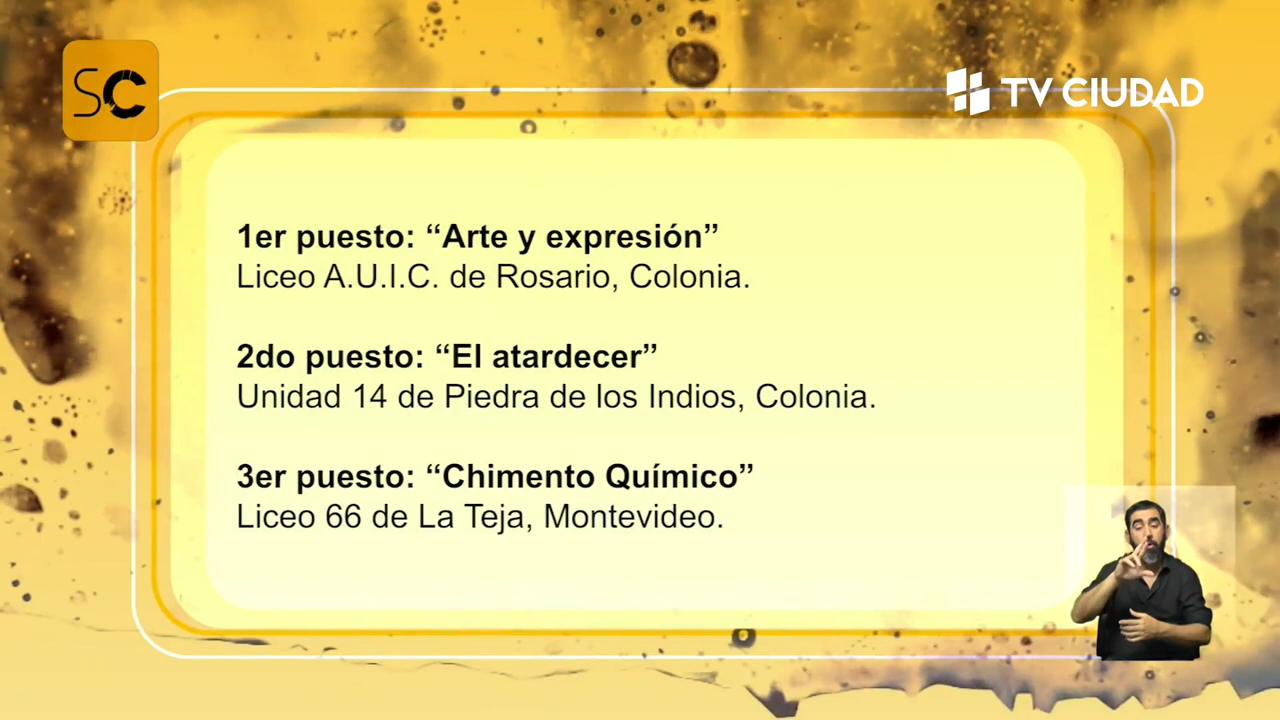 SC
TV CIUDAD
1er puesto: “Arte y expresión”
Liceo A.U.I.C. de Rosario, Colonia.
2do puesto: “El atardecer”
Unidad 14 de Piedra de los Indios, Colonia.
3er puesto: “Chimento Químico”
Liceo 66 de La Teja, Montevideo.